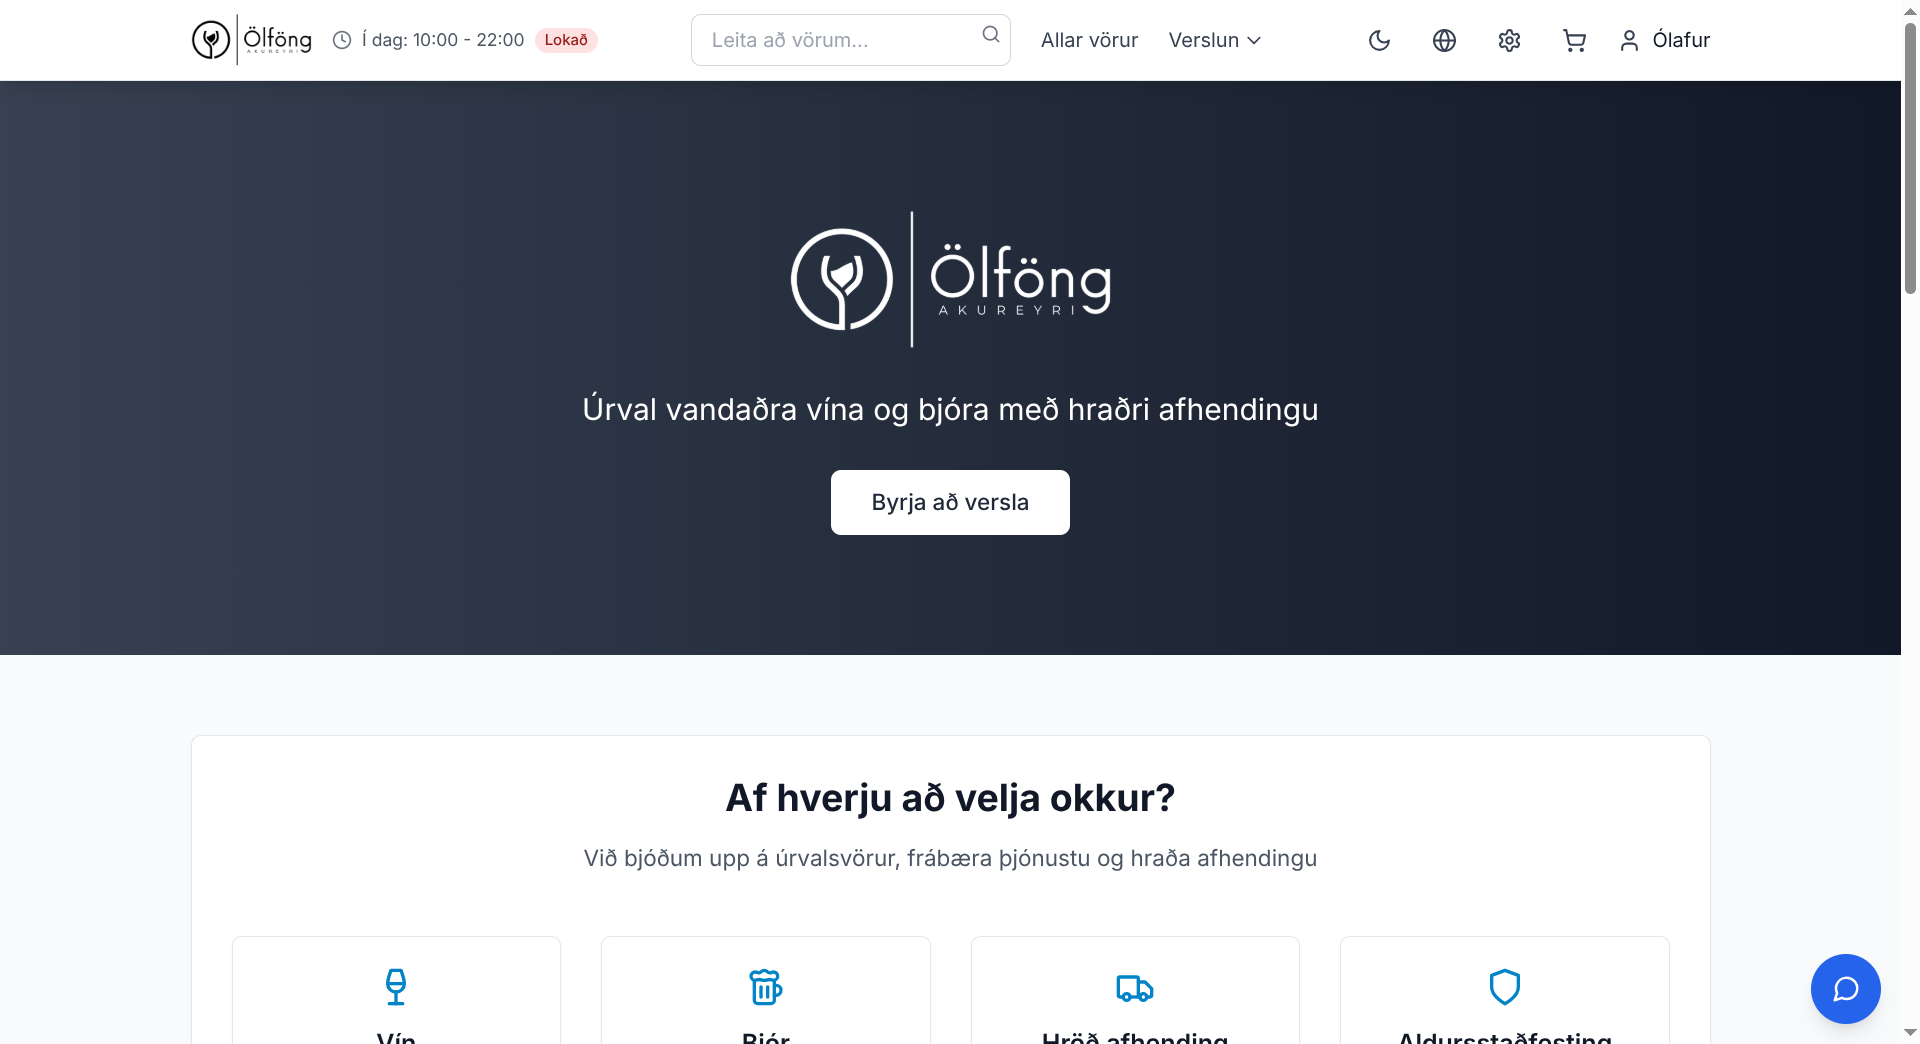 Ölföng
AKUREYRI
Í dag: 10:00 - 22:00
Lokað
Leita að vörum...
Allar vörur
Verslun
Ólafur
Ölföng
AKUREYRI
Úrval vandaðra vína og bjóra með hraðri afhendingu
Byrja að versla
Af hverju að velja okkur?
Við bjóðum upp á úrvalsvörur, frábæra þjónustu og hraða afhendingu
Vín
Bjór
Hröð afhending
Aldursstaðfesting